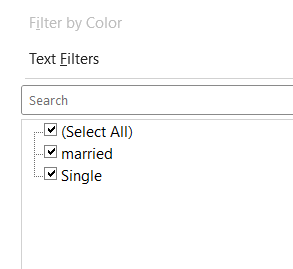 Filter by Color
Text Filters
Search
(Select All)
married
Single